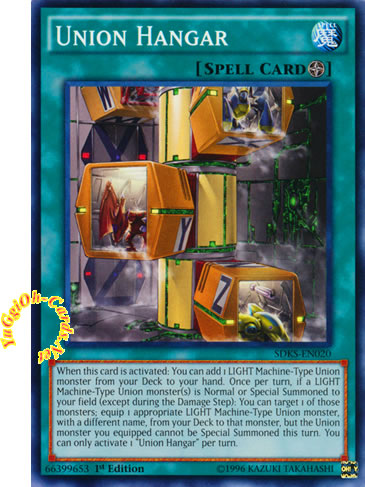 UNION HANGAR
魔
[SPELL CARD]
YuGiOh-Cards.Net
Y
Z
SDKS-EN020
When this card is activated: You can add 1 LIGHT Machine-Type Union
monster from your Deck to your hand. Once per turn, if a LIGHT
Machine-Type Union monster(s) is Normal or Special Summoned to
your field (except during the Damage Step): You can target 1 of those
monsters; equip 1 appropriate LIGHT Machine-Type Union monster,
with a different name, from your Deck to that monster, but the Union
monster you equipped cannot be Special Summoned this turn. You
can only activate 1 "Union Hangar" per turn.
66399653 1st Edition ©1996 KAZUKI TAKAHASHI